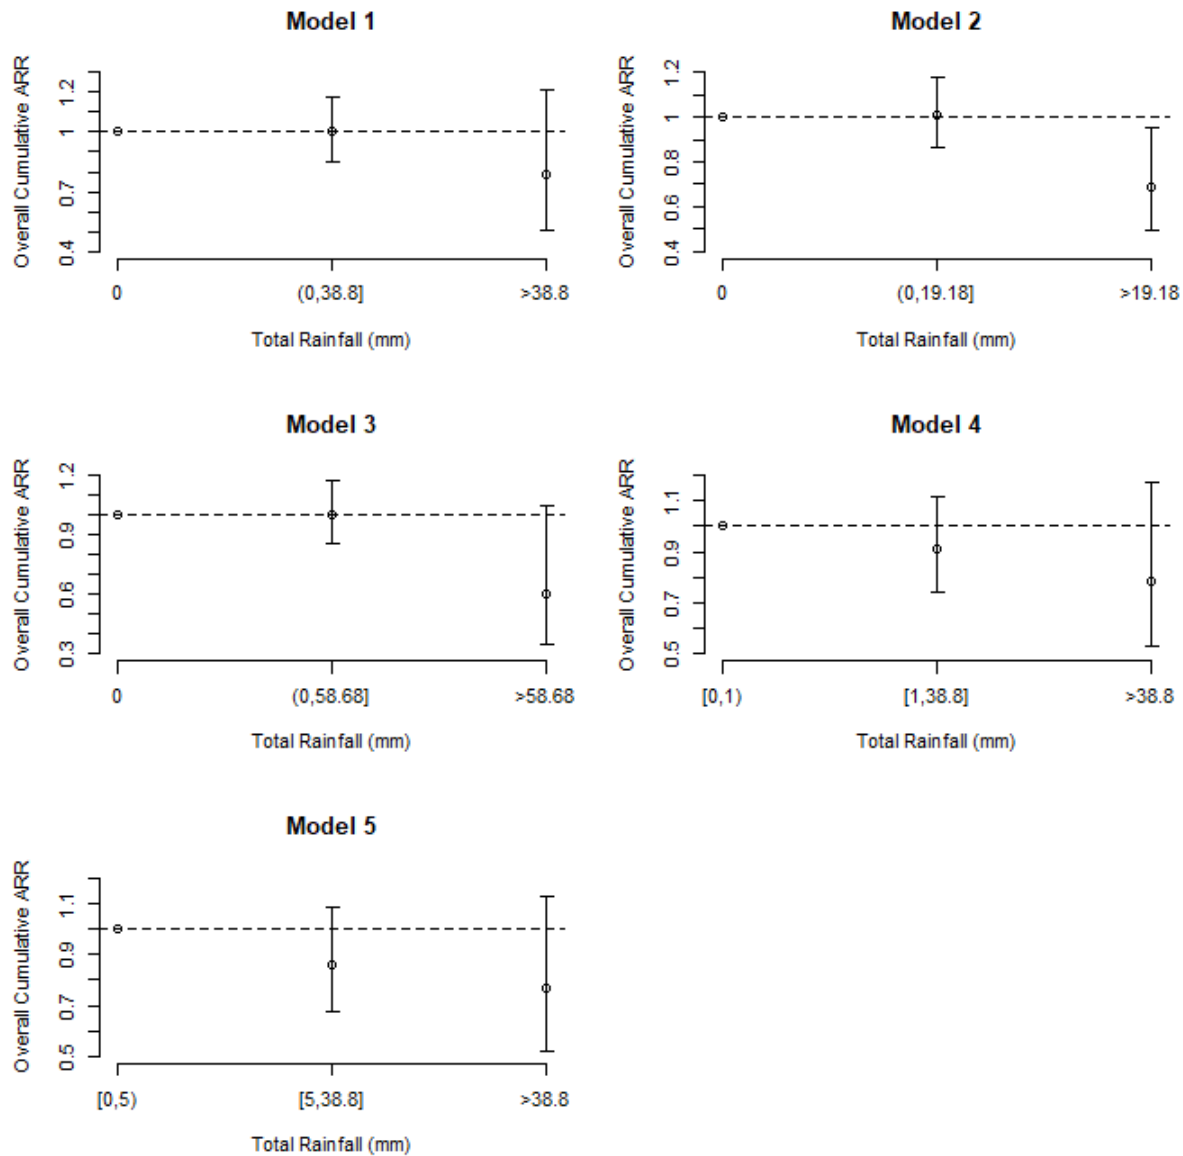 Model 1
Overall Cumulative ARR
1.2
1
0.7
0.4
0 (0,38.8] >38.8
Total Rainfall (mm)
Model 2
Overall Cumulative ARR
1.2
1
0.8
0.6
0.4
0 (0,19.18] >19.18
Total Rainfall (mm)
Model 3
Overall Cumulative ARR
1.2
0.9
0.6
0.3
0 (0,58.68] >58.68
Total Rainfall (mm)
Model 4
Overall Cumulative ARR
1.1
0.9
0.7
0.5
[0,1) [1,38.8] >38.8
Total Rainfall (mm)
Model 5
Overall Cumulative ARR
1.1
0.9
0.7
0.5
[0,5) [5,38.8] >38.8
Total Rainfall (mm)